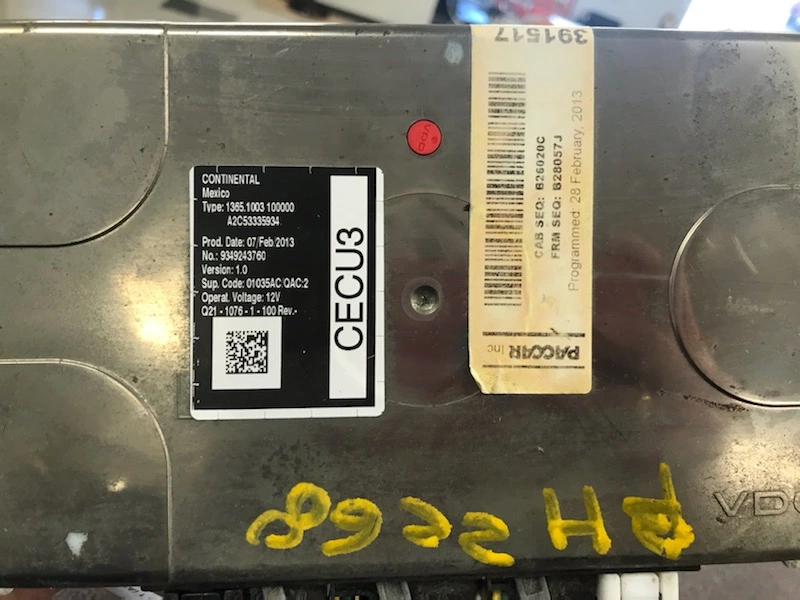 CONTINENTAL
Mexico
Type: 1365.1003 100000
A2C53335934
Prod. Date: 07/Feb/2013
No.: 9349243760
Version: 1.0
Sup. Code: 01035AC QAC:2
Operat. Voltage: 12V
Q21 - 1076 - 1 - 100 Rev.-
CECU3
VDO
391517
CAB SEQ: B26020C
FRM SEQ: B28057J
Programmed: 28 February, 2013
PACCAR Inc
VDO